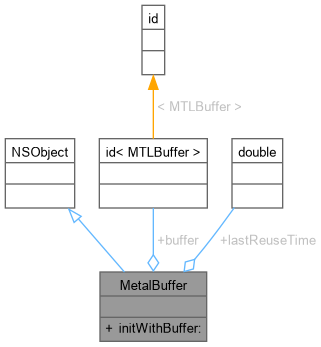 id
< MTLBuffer >
NSObject
id< MTLBuffer >
double
+buffer
+lastReuseTime
MetalBuffer
+ initWithBuffer: